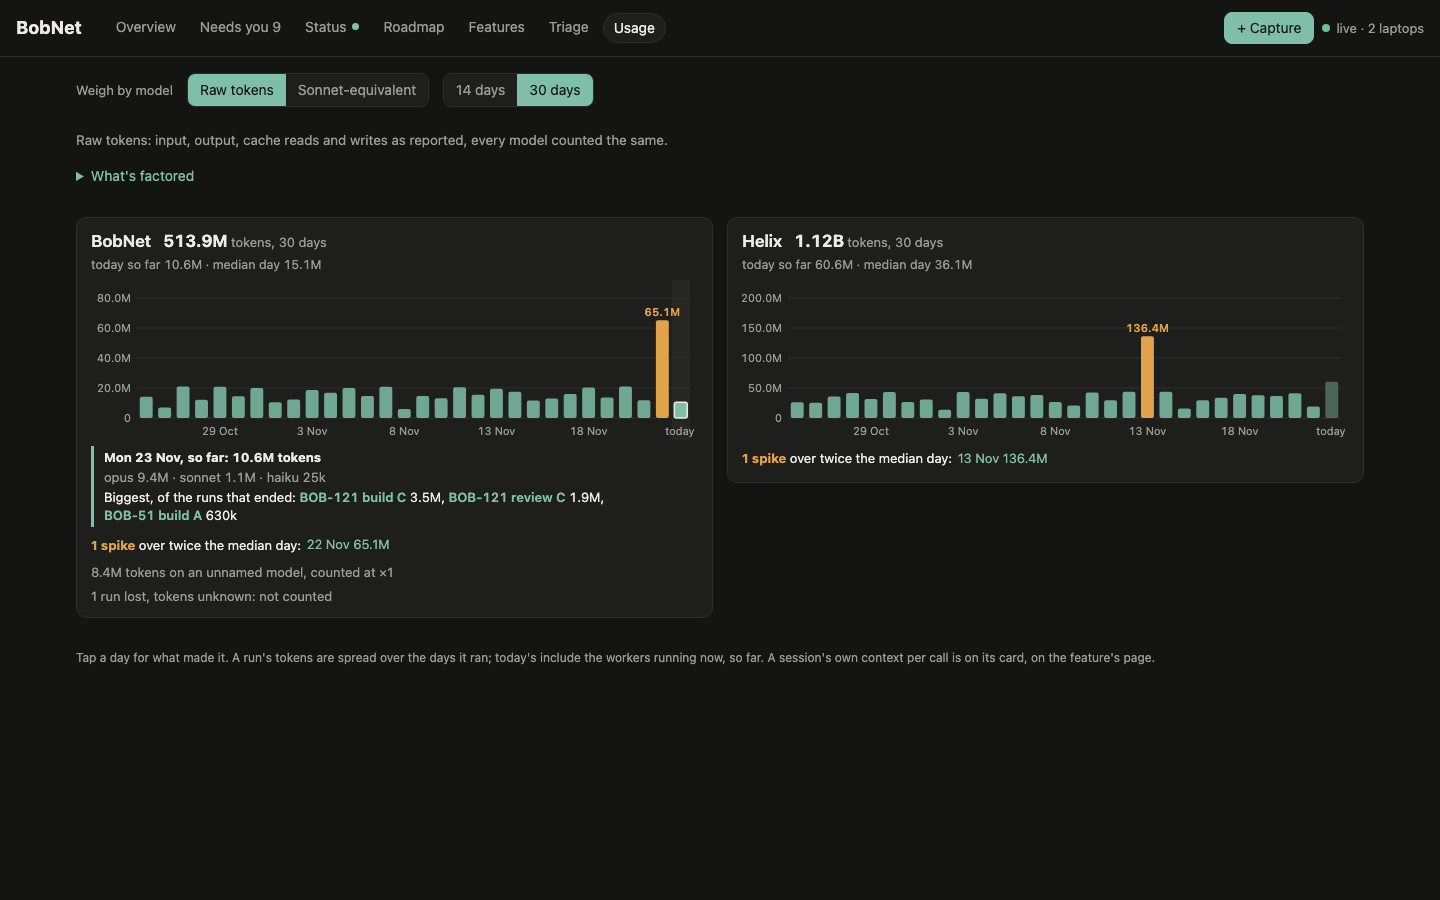 BobNet Overview Needs you 9 Status Roadmap Features Triage Usage + Capture live · 2 laptops
Weigh by model Raw tokens Sonnet-equivalent 14 days 30 days
Raw tokens: input, output, cache reads and writes as reported, every model counted the same.
What's factored
BobNet 513.9M tokens, 30 days
today so far 10.6M · median day 15.1M
80.0M
65.1M
60.0M
40.0M
20.0M
0
29 Oct 3 Nov 8 Nov 13 Nov 18 Nov today
Mon 23 Nov, so far: 10.6M tokens
opus 9.4M · sonnet 1.1M · haiku 25k
Biggest, of the runs that ended: BOB-121 build C 3.5M, BOB-121 review C 1.9M,
BOB-51 build A 630k
1 spike over twice the median day: 22 Nov 65.1M
8.4M tokens on an unnamed model, counted at ×1
1 run lost, tokens unknown: not counted
Helix 1.12B tokens, 30 days
today so far 60.6M · median day 36.1M
200.0M
150.0M
136.4M
100.0M
50.0M
0
29 Oct 3 Nov 8 Nov 13 Nov 18 Nov today
1 spike over twice the median day: 13 Nov 136.4M
Tap a day for what made it. A run's tokens are spread over the days it ran; today's include the workers running now, so far. A session's own context per call is on its card, on the feature's page.